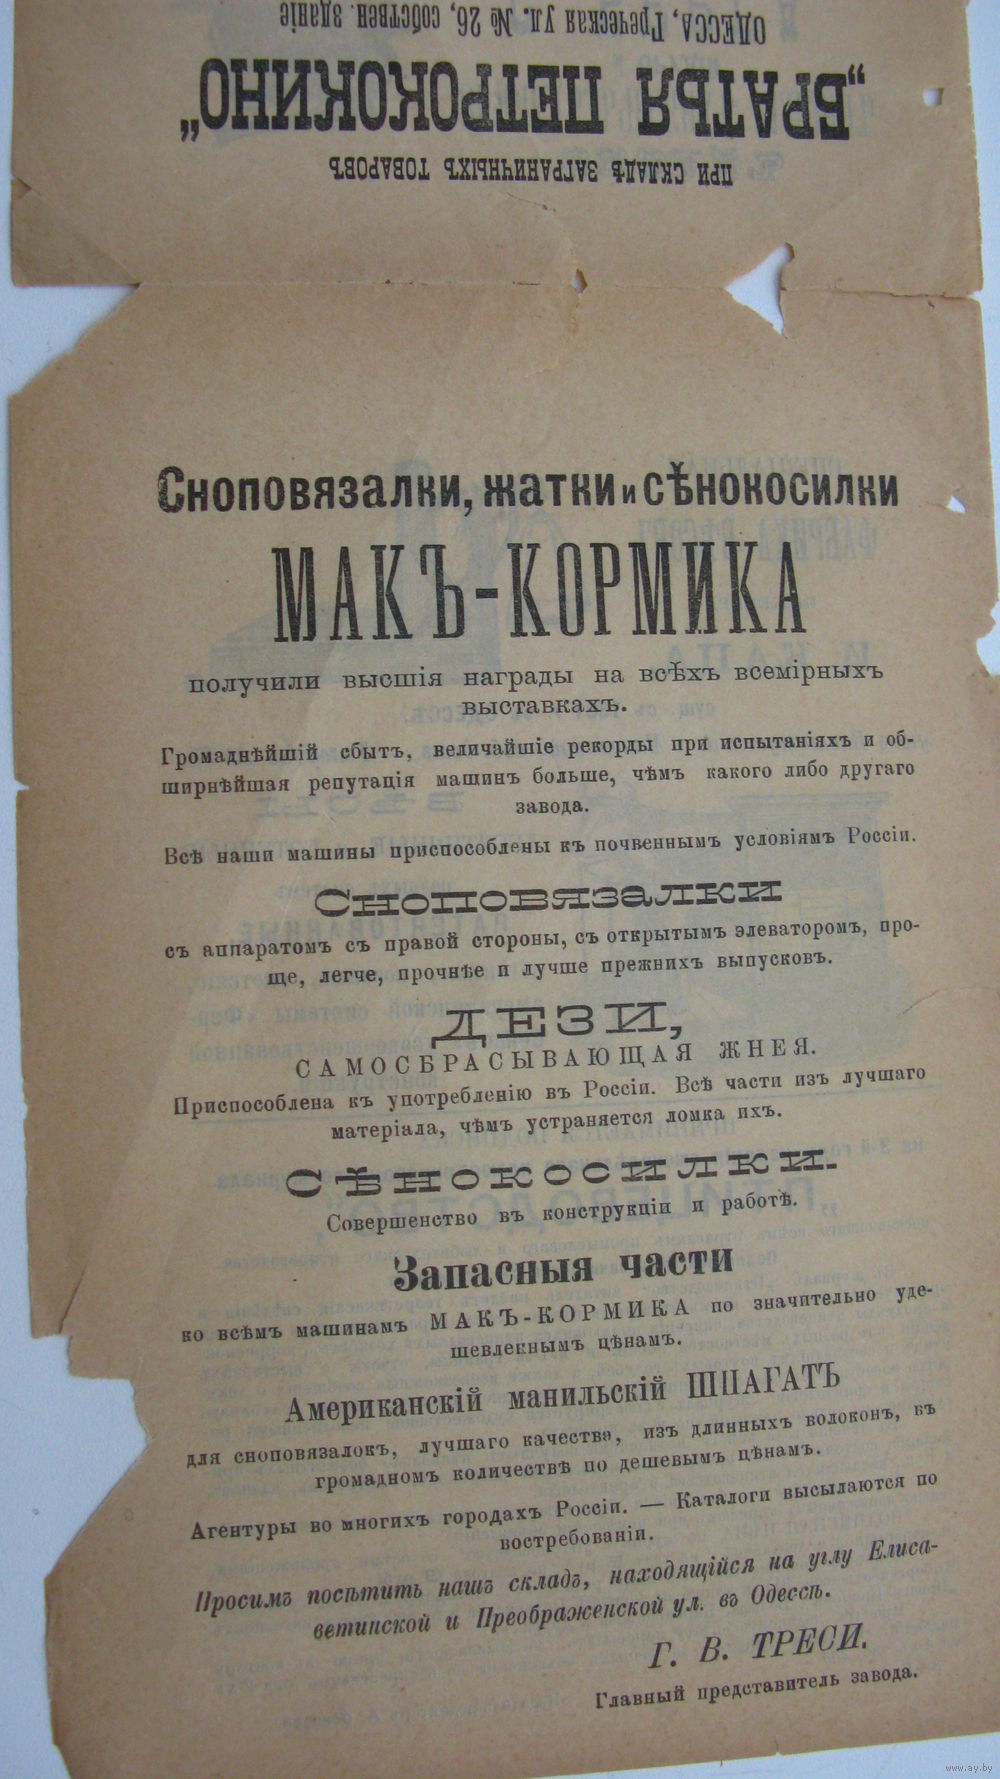 ОДЕССА, Греческая ул. № 26, собствен. зданіе
„БРАТЬЯ ПЕТРОКОКИНО“
ПРИ СКЛАДѢ ЗАГРАНИЧНЫХЪ ТОВАРОВЪ
Сноповязалки, жатки и сѣнокосилки
МАКЪ-КОРМИКА
получили высшія награды на всѣхъ всемірныхъ
выставкахъ.
Громаднѣйшій сбытъ, величайшіе рекорды при испытаніяхъ и об-
ширнѣйшая репутація машинъ больше, чѣмъ какого либо другаго
завода.
Всѣ наши машины приспособлены къ почвеннымъ условіямъ Россіи.
Сноповязалки
съ аппаратомъ съ правой стороны, съ открытымъ элеваторомъ, про-
ще, легче, прочнѣе и лучше прежнихъ выпусковъ.
ДЕЗИ,
САМОСБРАСЫВАЮЩАЯ ЖНЕЯ.
Приспособлена къ употребленію въ Россіи. Всѣ части изъ лучшаго
матеріала, чѣмъ устраняется ломка ихъ.
Сѣнокосилки.
Совершенство въ конструкціи и работѣ.
Запасныя части
ко всѣмъ машинамъ МАКЪ-КОРМИКА по значительно уде-
шевленнымъ цѣнамъ.
Американскій манильскій ШПАГАТЪ
для сноповязалокъ, лучшаго качества, изъ длинныхъ волоконъ, въ
громадномъ количествѣ по дешевымъ цѣнамъ.
Агентуры во многихъ городахъ Россіи. — Каталоги высылаются по
востребованіи.
Просимъ посѣтить нашъ складъ, находящійся на углу Елиса-
ветинской и Преображенской ул. въ Одессѣ.
Г. В. ТРЕСИ.
Главный представитель завода.
www.ay.by